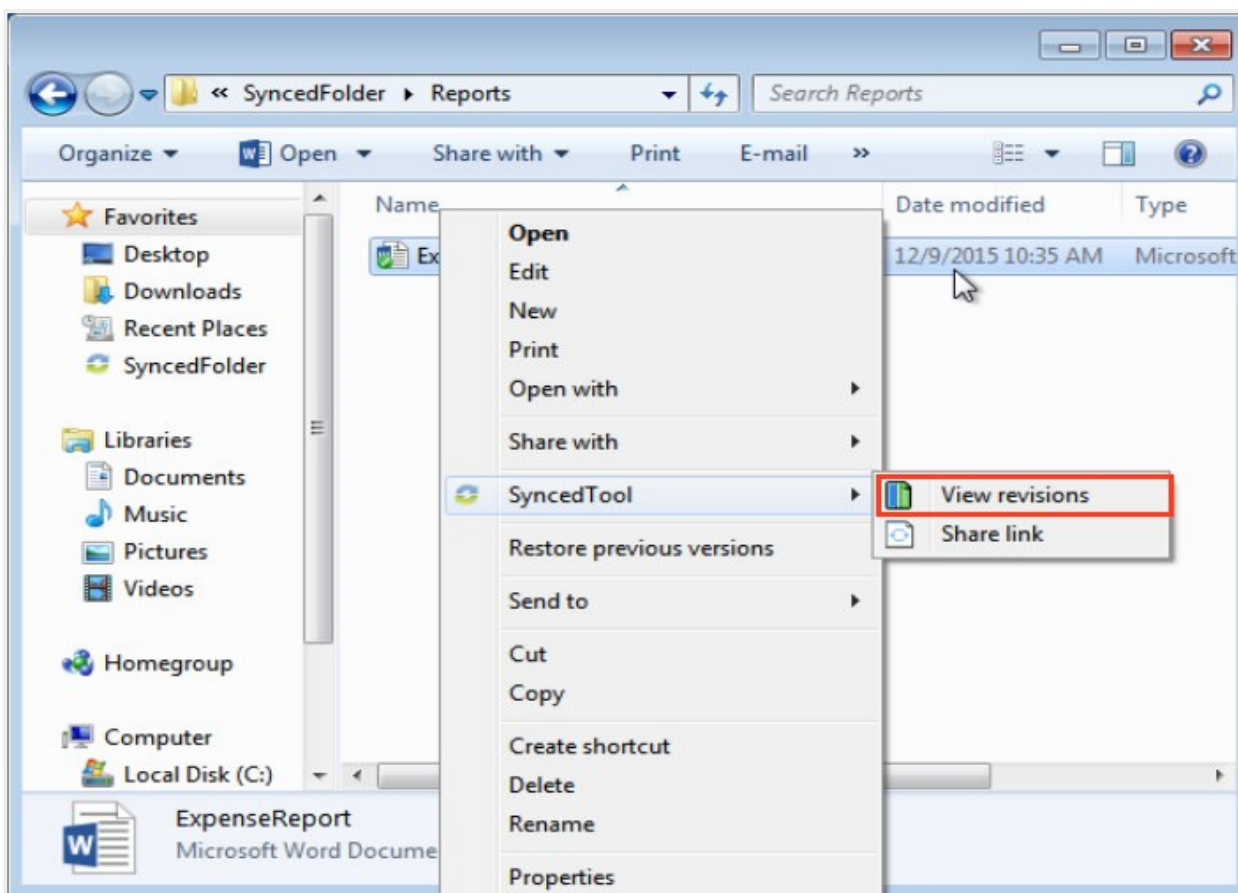 « SyncedFolder ▸ Reports
Search Reports
Organize
Open
Share with
Print
E-mail
»
Favorites
Desktop
Downloads
Recent Places
SyncedFolder
Libraries
Documents
Music
Pictures
Videos
Homegroup
Computer
Local Disk (C:)
Name
Date modified
Type
Ex
12/9/2015 10:35 AM
Microsoft
Open
Edit
New
Print
Open with
Share with
SyncedTool
Restore previous versions
Send to
Cut
Copy
Create shortcut
Delete
Rename
Properties
View revisions
Share link
W
ExpenseReport
Microsoft Word Docume